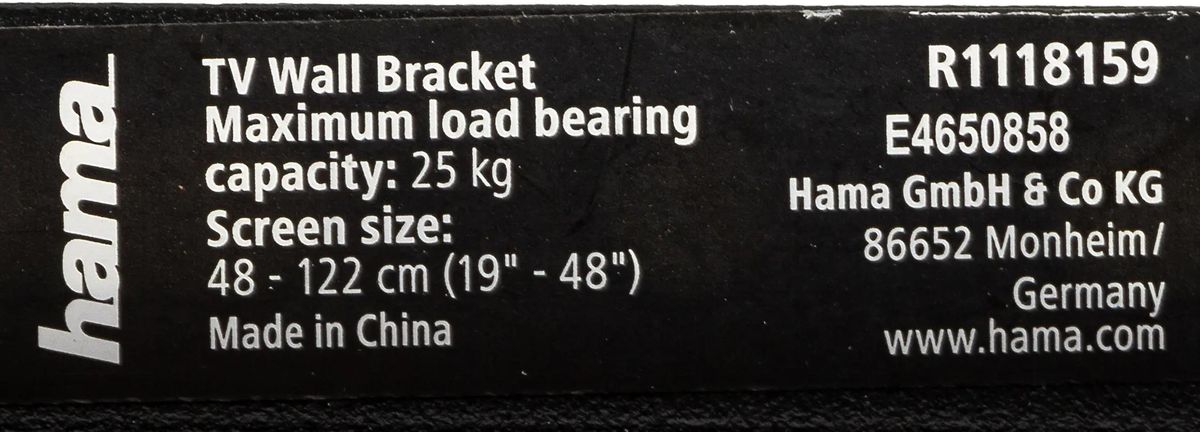 hama
TV Wall Bracket
Maximum load bearing
capacity: 25 kg
Screen size:
48 - 122 cm (19" - 48")
Made in China
R1118159
E4650858
Hama GmbH & Co KG
86652 Monheim/
Germany
www.hama.com